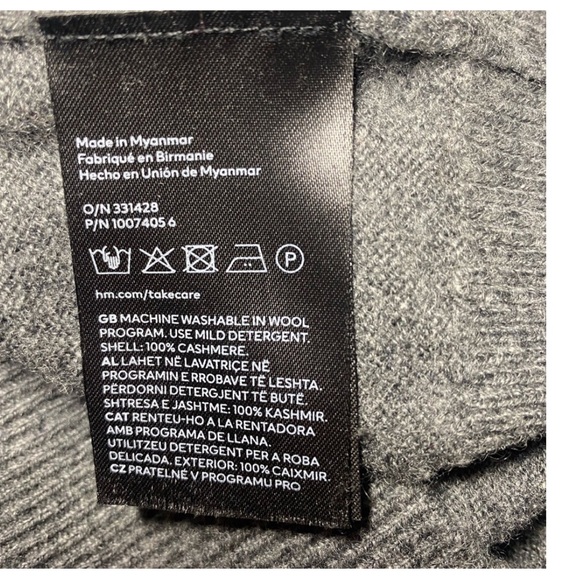 Made in Myanmar
Fabriqué en Birmanie
Hecho en Unión de Myanmar
O/N 331428
P/N 1007405 6
P
hm.com/takecare
GB MACHINE WASHABLE IN WOOL
PROGRAM. USE MILD DETERGENT.
SHELL: 100% CASHMERE.
AL LAHET NË LAVATRIÇE NË
PROGRAMIN E RROBAVE TË LESHTA.
PËRDORNI DETERGJENT TË BUTË.
SHTRESA E JASHTME: 100% KASHMIR.
CAT RENTEU-HO A LA RENTADORA
AMB PROGRAMA DE LLANA.
UTILITZEU DETERGENT PER A ROBA
DELICADA. EXTERIOR: 100% CAIXMIR.
CZ PRATELNÉ V PROGRAMU PRO